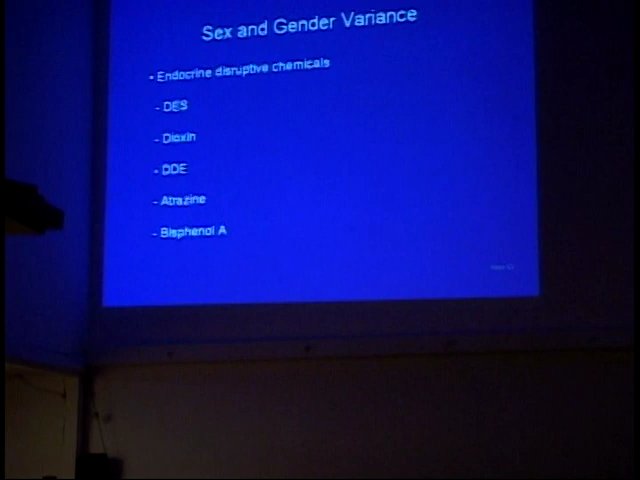 Sex and Gender Variance
• Endocrine disruptive chemicals
- DES
- Dioxin
- DDE
- Atrazine
- Bisphenol A